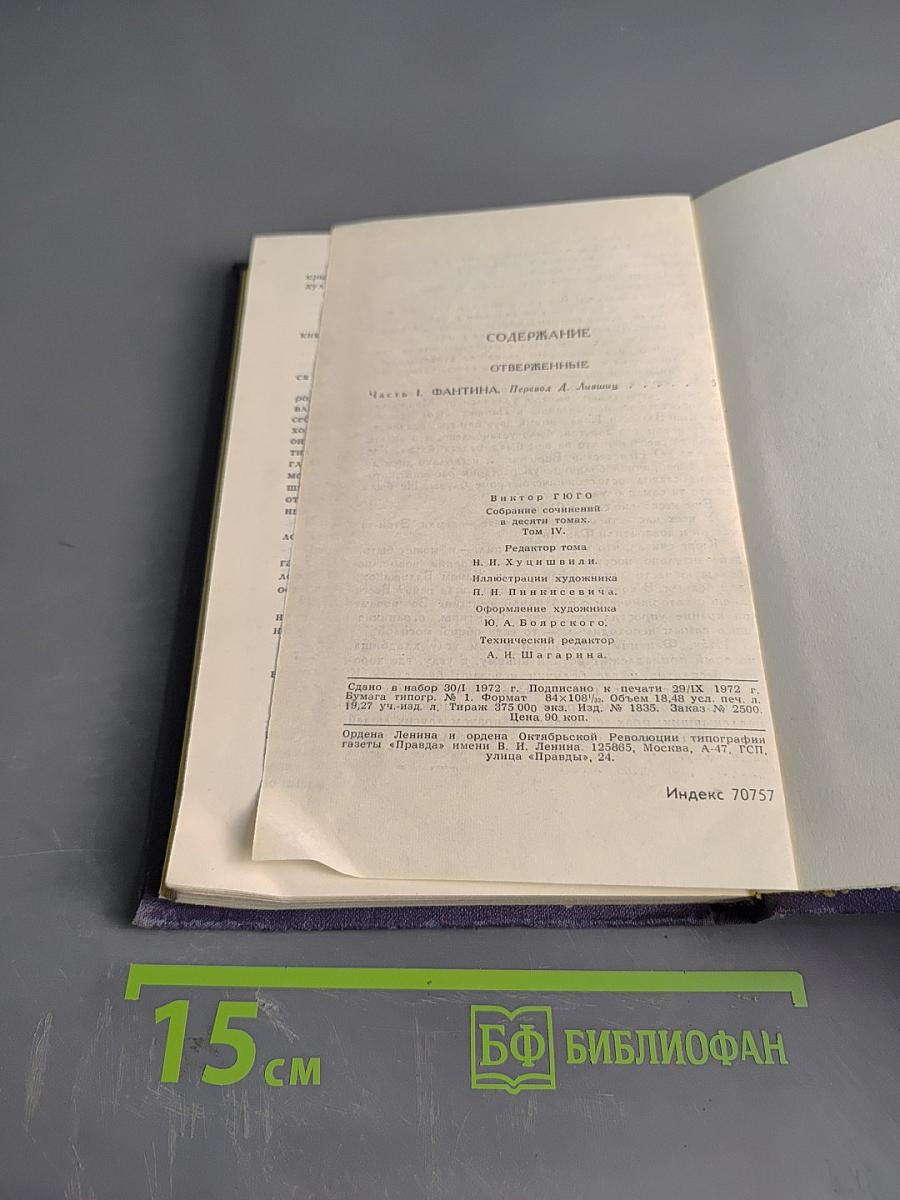 СОДЕРЖАНИЕ
ОТВЕРЖЕННЫЕ
Часть I. ФАНТИНА. Перевод Д. Лившиц . . . . . 5
Виктор ГЮГО
Собрание сочинений
в десяти томах.
Том IV.
Редактор тома
Н. И. Хуцишвили.
Иллюстрации художника
П. Н. Пинкисевича.
Оформление художника
Ю. А. Боярского.
Технический редактор
А. И. Шагарина.
Сдано в набор 30/I 1972 г. Подписано к печати 29/IX 1972 г.
Бумага типогр. № 1. Формат 84×108¹/₃₂. Объем 18,48 усл. печ. л.
19,27 уч.-изд. л. Тираж 375 000 экз. Изд. № 1835. Заказ № 2500.
Цена 90 коп.
Ордена Ленина и ордена Октябрьской Революции типография
газеты «Правда» имени В. И. Ленина. 125865, Москва, А-47, ГСП,
улица «Правды», 24.
Индекс 70757
15 см
БФ БИБЛИОФАН